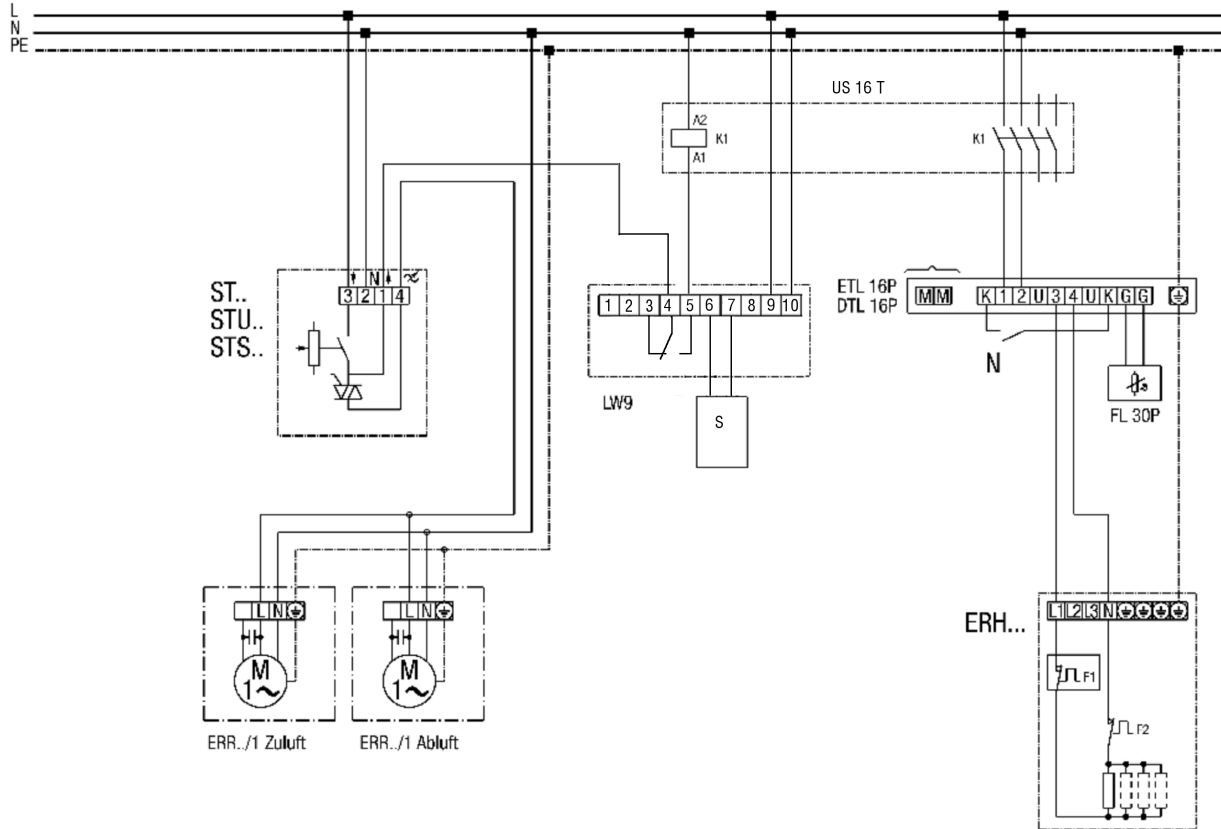 L
N
PE
US 16 T
A2
K1
A1
K1
ST..
STU..
STS..
N
3 2 1 4
1 2 3 4 5 6 7 8 9 10
LW9
S
ETL 16P
DTL 16P
M M
K 1 2 U 3 4 U K G G
N
FL 30P
L N
M
1~
ERR../1 Zuluft
L N
M
1~
ERR../1 Abluft
ERH...
L1 L2 L3 N
F1
F2